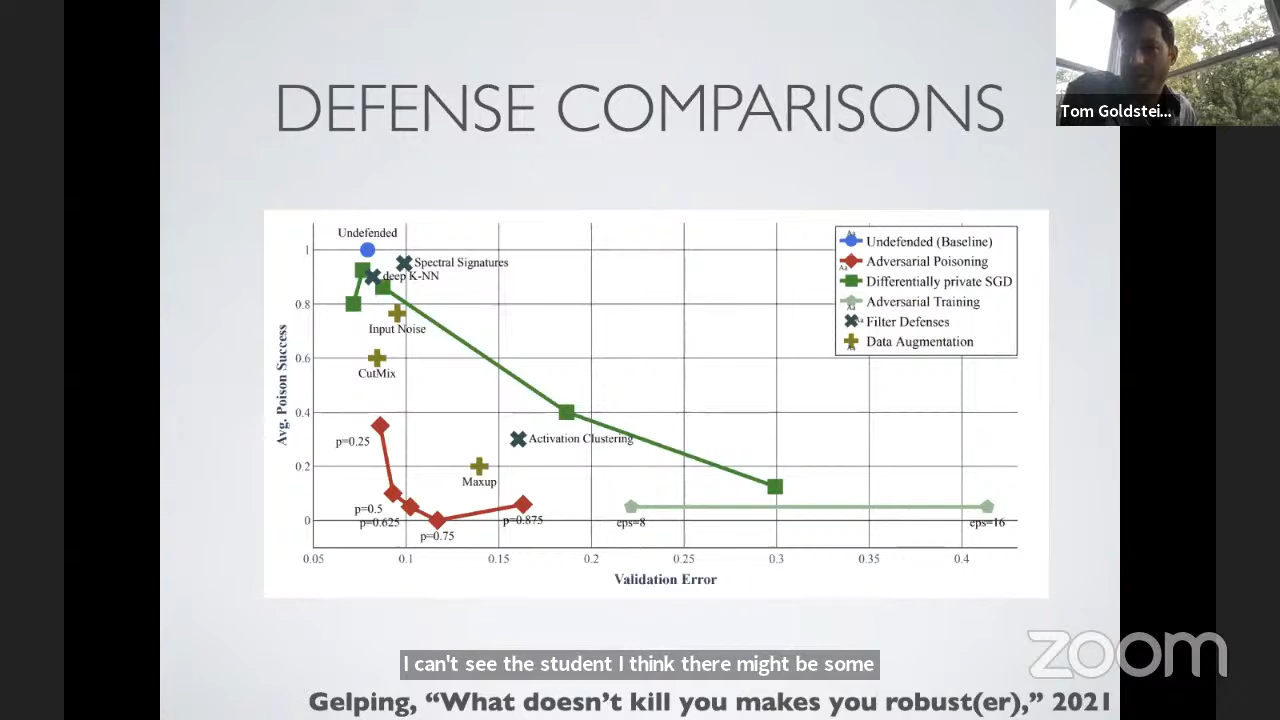 Tom Goldstei...
DEFENSE COMPARISONS
Undefended
1
Spectral Signatures
deep K-NN
0.8
Input Noise
0.6
CutMix
Avg. Poison Success
0.4
p=0.25
Activation Clustering
0.2
Maxup
p=0.5
p=0.625
0
p=0.75
p=0.875
eps=8
eps=16
0.05
0.1
0.15
0.2
0.25
0.3
0.35
0.4
Validation Error
Aa
Undefended (Baseline)
Aa
Adversarial Poisoning
Differentially private SGD
Adversarial Training
Aa
Filter Defenses
Data Augmentation
Aa
I can't see the student I think there might be some
zoom
Gelping, “What doesn’t kill you makes you robust(er),” 2021